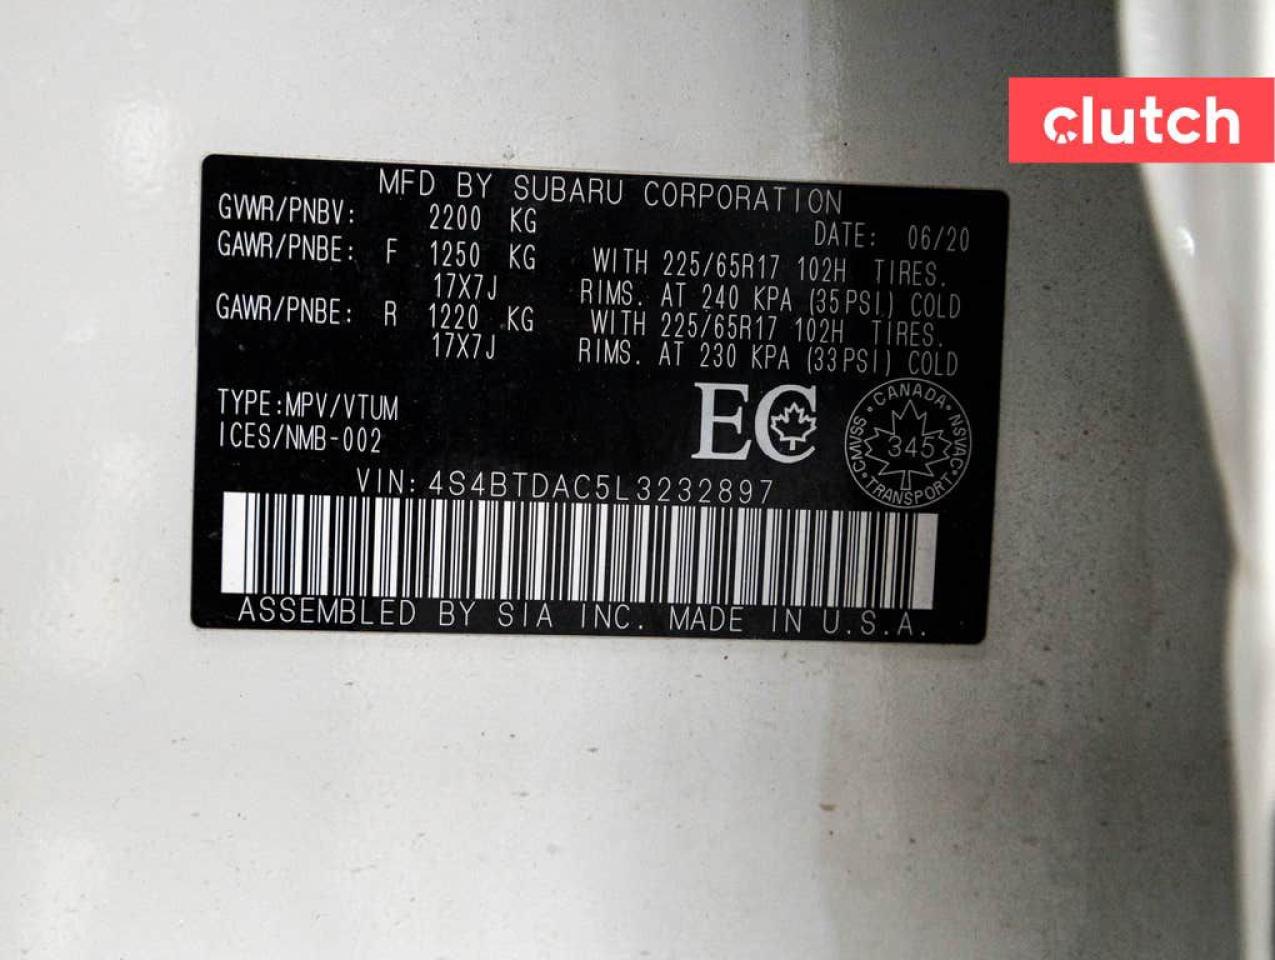 clutch
MFD BY SUBARU CORPORATION
GVWR/PNBV: 2200 KG DATE: 06/20
GAWR/PNBE: F 1250 KG WITH 225/65R17 102H TIRES.
17X7J RIMS. AT 240 KPA (35PSI) COLD
GAWR/PNBE: R 1220 KG WITH 225/65R17 102H TIRES.
17X7J RIMS. AT 230 KPA (33PSI) COLD
TYPE:MPV/VTUM
ICES/NMB-002
EC
CANADA · NSVAC · TRANSPORT · CMVSS
345
VIN: 4S4BTDAC5L3232897
ASSEMBLED BY SIA INC. MADE IN U.S.A.